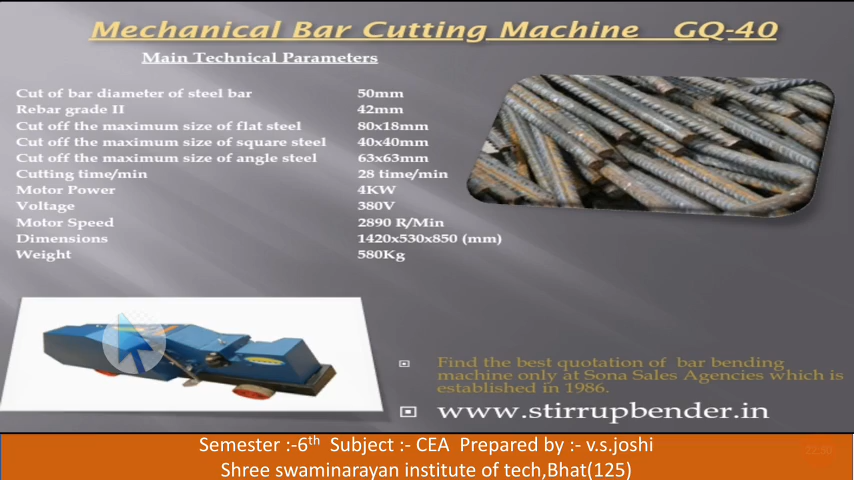 Mechanical Bar Cutting Machine GQ-40
Main Technical Parameters
Cut of bar diameter of steel bar 50mm
Rebar grade II 42mm
Cut off the maximum size of flat steel 80x18mm
Cut off the maximum size of square steel 40x40mm
Cut off the maximum size of angle steel 63x63mm
Cutting time/min 28 time/min
Motor Power 4KW
Voltage 380V
Motor Speed 2890 R/Min
Dimensions 1420x530x850 (mm)
Weight 580Kg
Find the best quotation of bar bending
machine only at Sona Sales Agencies which is
established in 1986.
www.stirrupbender.in
Semester :-6th Subject :- CEA Prepared by :- v.s.joshi
Shree swaminarayan institute of tech,Bhat(125)
22:50